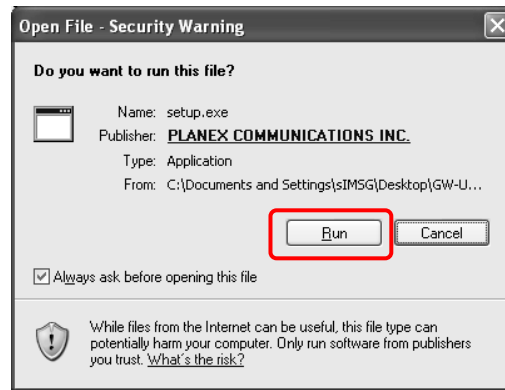 Open File - Security Warning
Do you want to run this file?
Name: setup.exe
Publisher: PLANEX COMMUNICATIONS INC.
Type: Application
From: C:\Documents and Settings\sIMSG\Desktop\GW-U...
Run Cancel
Always ask before opening this file
While files from the Internet can be useful, this file type can
potentially harm your computer. Only run software from publishers
you trust. What's the risk?